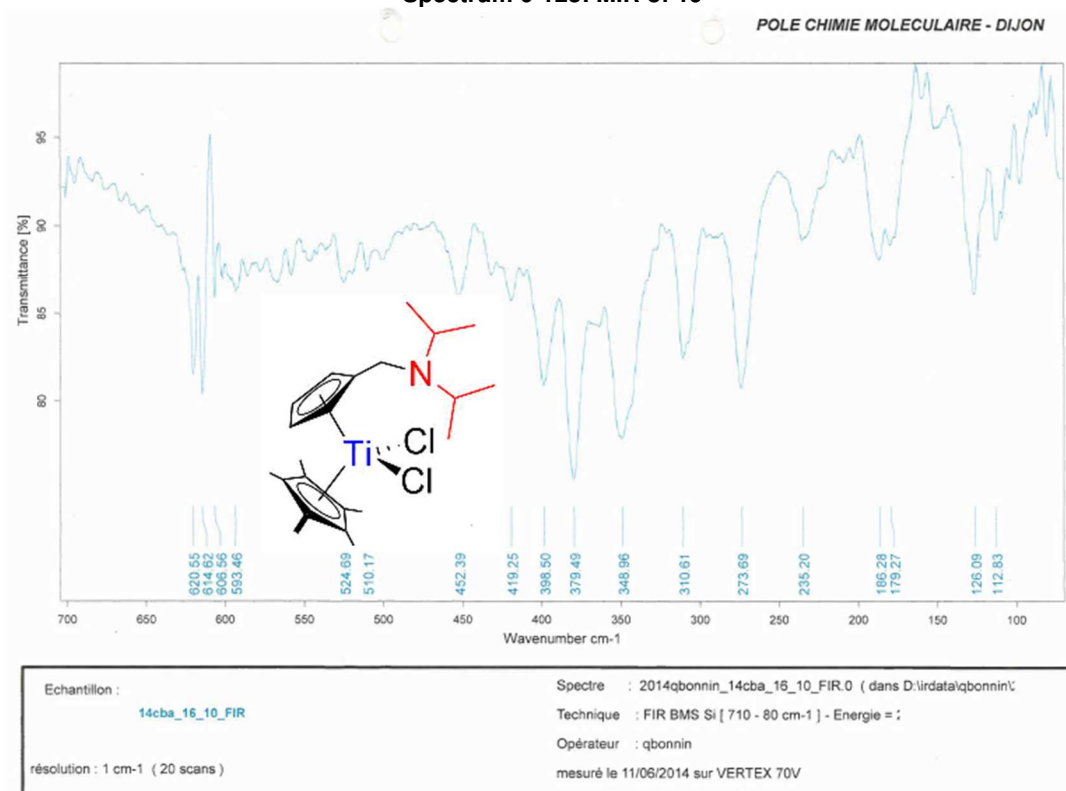 POLE CHIMIE MOLECULAIRE - DIJON
Transmittance [%]
95
90
85
80
N
Ti
Cl
Cl
620.55
614.62
606.56
593.46
524.69
510.17
452.39
419.25
398.50
379.49
348.96
310.61
273.69
235.20
186.28
179.27
126.09
112.83
700 650 600 550 500 450 400 350 300 250 200 150 100
Wavenumber cm-1
Echantillon :
14cba_16_10_FIR
résolution : 1 cm-1 ( 20 scans )
Spectre : 2014qbonnin_14cba_16_10_FIR.0 ( dans D:\irdata\qbonnin\
Technique : FIR BMS Si [ 710 - 80 cm-1 ] - Energie =
Opérateur : qbonnin
mesuré le 11/06/2014 sur VERTEX 70V